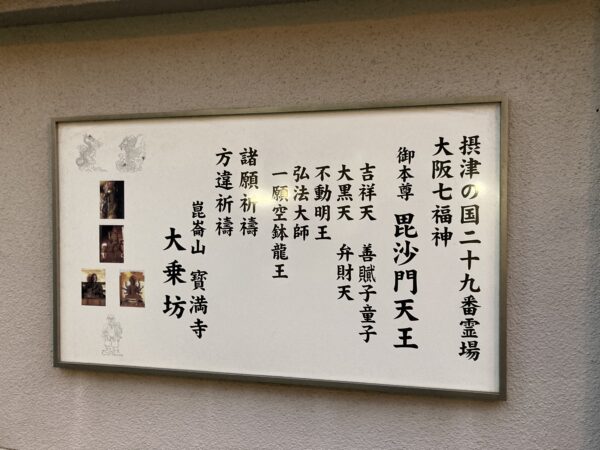 摂津の国二十九番霊場
大阪七福神
御本尊 毘沙門天王
吉祥天 善膩子童子
大黒天 弁財天
不動明王
弘法大師
一願空鉢龍王
諸願祈禱
方違祈禱
崑崙山 寳満寺
大乗坊